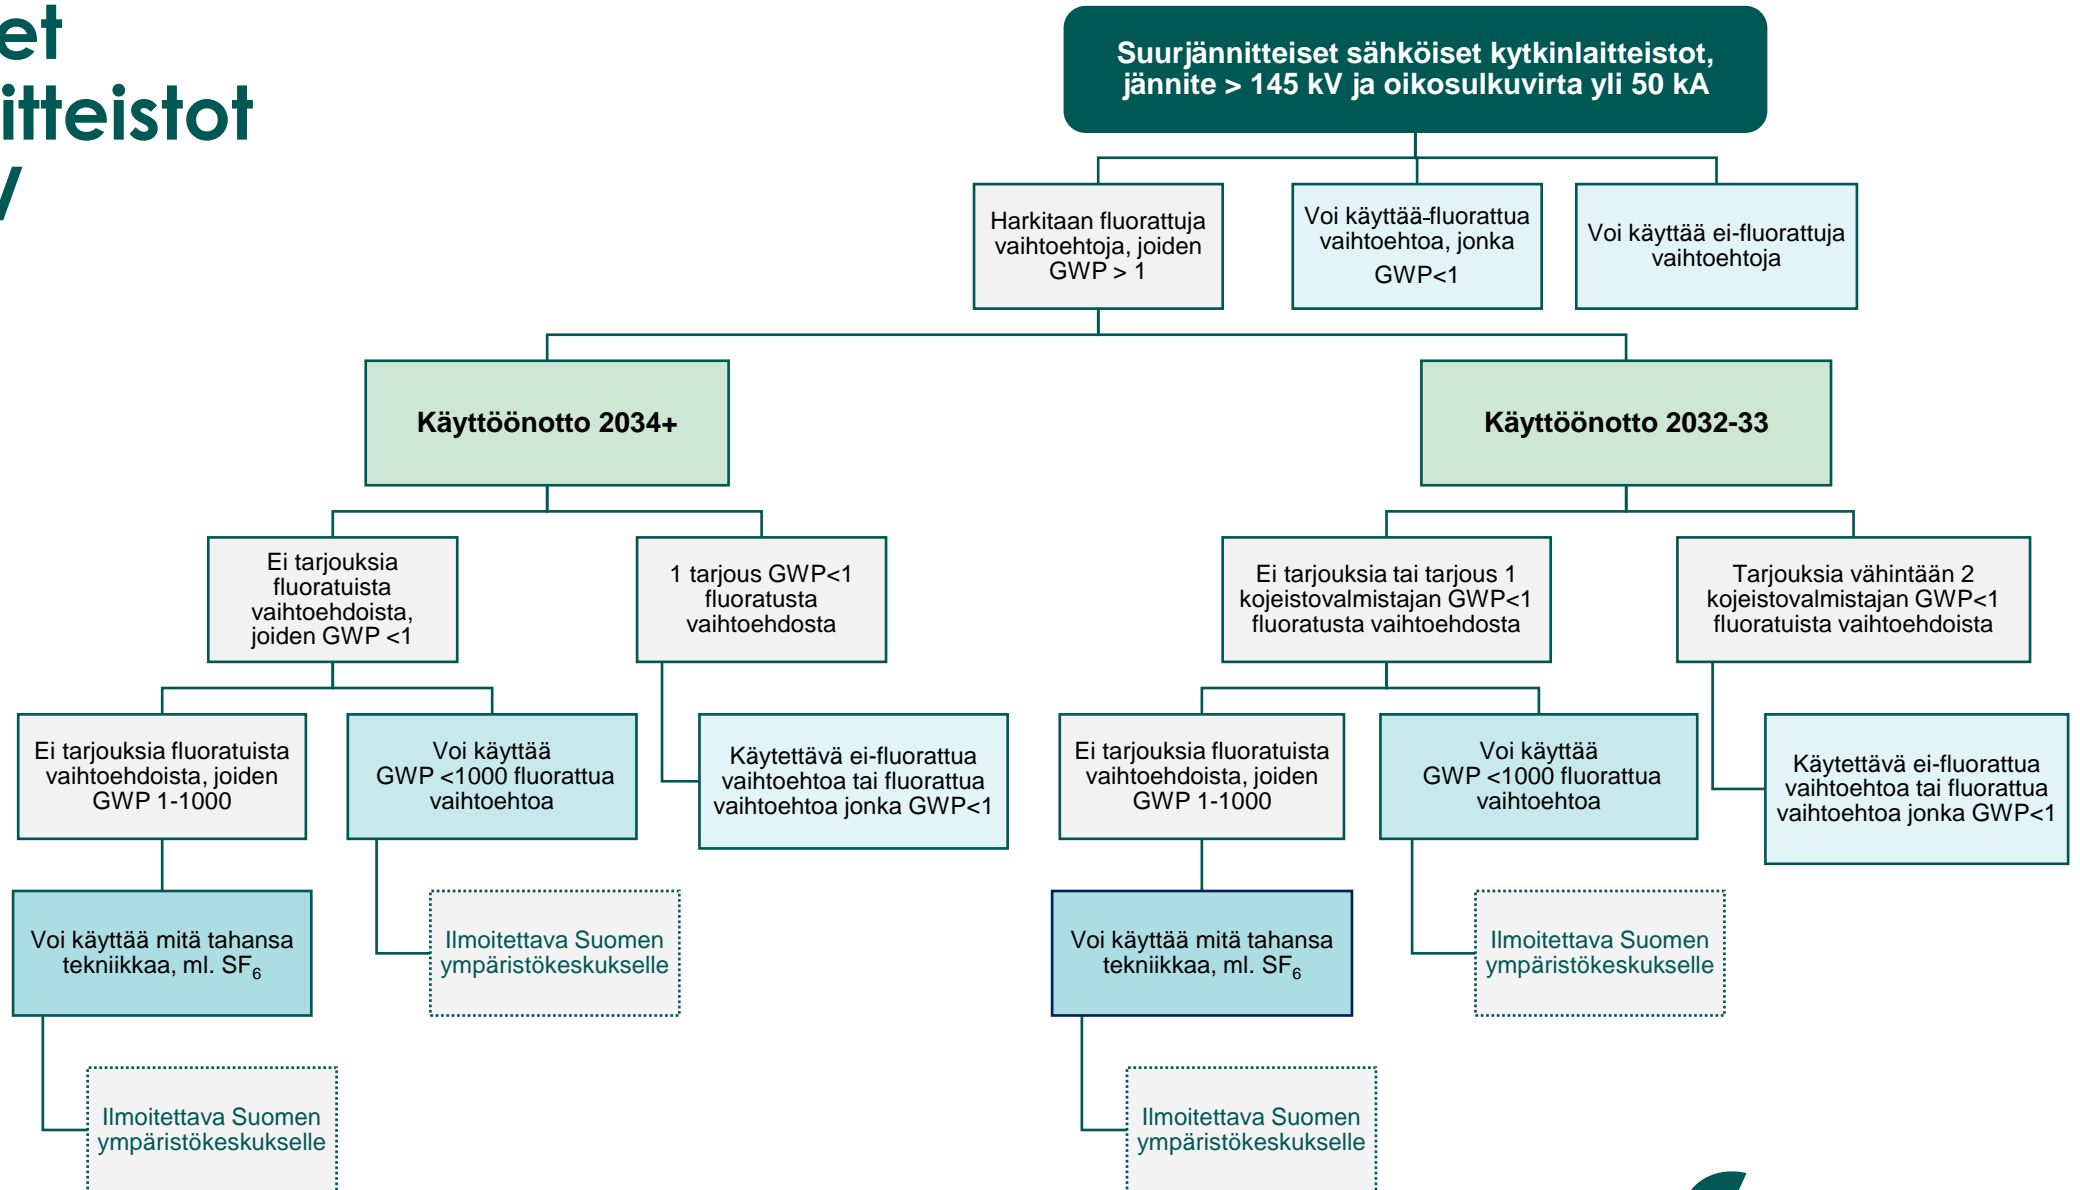 et
itteistot
V
Suurjännitteiset sähköiset kytkinlaitteistot,
jännite > 145 kV ja oikosulkuvirta yli 50 kA
Harkitaan fluorattuja
vaihtoehtoja, joiden
GWP > 1
Voi käyttää-fluorattua
vaihtoehtoa, jonka
GWP<1
Voi käyttää ei-fluorattuja
vaihtoehtoja
Käyttöönotto 2034+
Käyttöönotto 2032-33
Ei tarjouksia
fluoratuista
vaihtoehdoista,
joiden GWP <1
1 tarjous GWP<1
fluoratusta
vaihtoehdosta
Ei tarjouksia tai tarjous 1
kojeistovalmistajan GWP<1
fluoratusta vaihtoehdosta
Tarjouksia vähintään 2
kojeistovalmistajan GWP<1
fluoratuista vaihtoehdoista
Ei tarjouksia fluoratuista
vaihtoehdoista, joiden
GWP 1-1000
Voi käyttää
GWP <1000 fluorattua
vaihtoehtoa
Käytettävä ei-fluorattua
vaihtoehtoa tai fluorattua
vaihtoehtoa jonka GWP<1
Ei tarjouksia fluoratuista
vaihtoehdoista, joiden
GWP 1-1000
Voi käyttää
GWP <1000 fluorattua
vaihtoehtoa
Käytettävä ei-fluorattua
vaihtoehtoa tai fluorattua
vaihtoehtoa jonka GWP<1
Voi käyttää mitä tahansa
tekniikkaa, ml. SF₆
Ilmoitettava Suomen
ympäristökeskukselle
Voi käyttää mitä tahansa
tekniikkaa, ml. SF₆
Ilmoitettava Suomen
ympäristökeskukselle
Ilmoitettava Suomen
ympäristökeskukselle
Ilmoitettava Suomen
ympäristökeskukselle